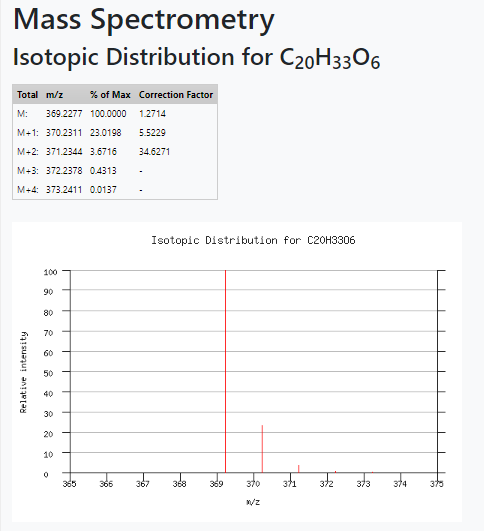 Mass Spectrometry
Isotopic Distribution for C₂₀H₃₃O₆
Total m/z % of Max Correction Factor
M: 369.2277 100.0000 1.2714
M+1: 370.2311 23.0198 5.5229
M+2: 371.2344 3.6716 34.6271
M+3: 372.2378 0.4313 -
M+4: 373.2411 0.0137 -
Isotopic Distribution for C20H33O6
Relative intensity
100
90
80
70
60
50
40
30
20
10
0
365 366 367 368 369 370 371 372 373 374 375
m/z